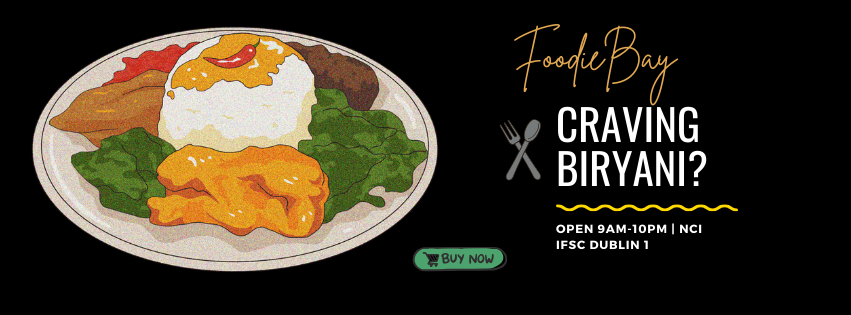 FoodieBay
CRAVING
BIRYANI?
OPEN 9AM-10PM | NCI
IFSC DUBLIN 1
BUY NOW